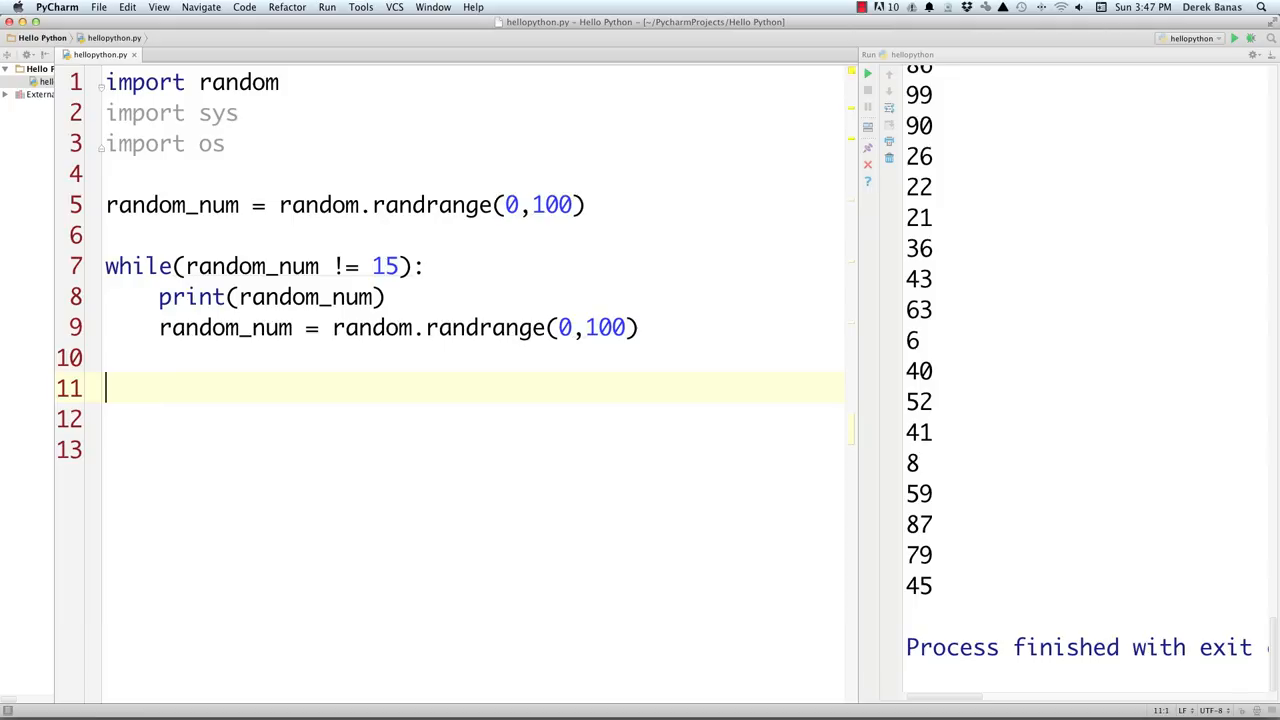 PyCharm File Edit View Navigate Code Refactor Run Tools VCS Window Help 10 Sun 3:47 PM Derek Banas
hellopython.py – Hello Python – [~/PycharmProjects/Hello Python]
Hello Python hellopython.py hellopython
hellopython.py Run hellopython
Hello P
hell
Externa
1 import random
2 import sys
3 import os
4
5 random_num = random.randrange(0,100)
6
7 while(random_num != 15):
8 print(random_num)
9 random_num = random.randrange(0,100)
10
11
12
13
86
99
90
26
22
21
36
43
63
6
40
52
41
8
59
87
79
45
Process finished with exit
11:1 LF UTF-8